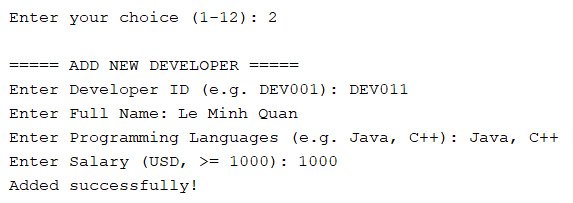 Enter your choice (1-12): 2
===== ADD NEW DEVELOPER =====
Enter Developer ID (e.g. DEV001): DEV011
Enter Full Name: Le Minh Quan
Enter Programming Languages (e.g. Java, C++): Java, C++
Enter Salary (USD, >= 1000): 1000
Added successfully!